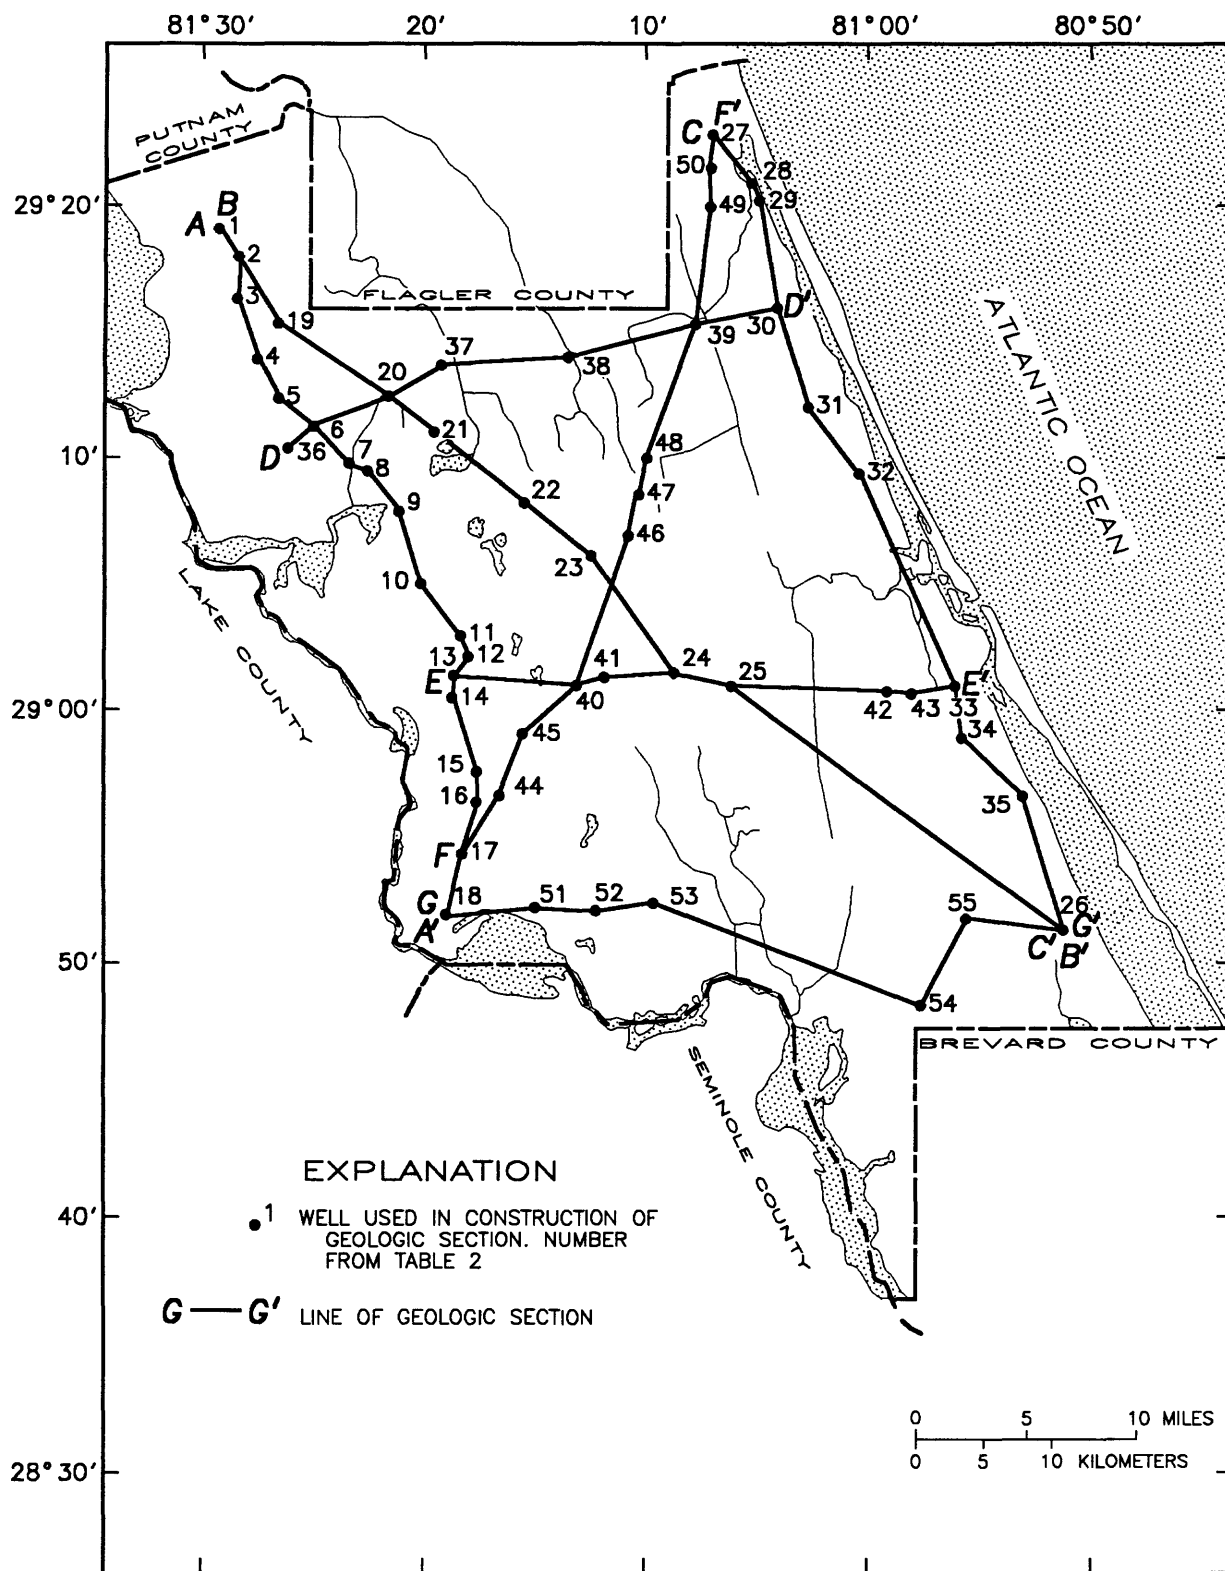 81°30′ 20′ 10′ 81°00′ 80°50′
PUTNAM
COUNTY
C F′
27
50 28
29°20′
49 29
B
A 1
2
3
FLAGLER COUNTY
D′
30
19 39
37
4 38
20
5 31
6 21
D 36 7
10′
8 48
32
9 22 47
46
23
10
LAKE COUNTY
ATLANTIC OCEAN
11
13 12
E 14
41 24 25
40
E′
29°00′
42 43 33
45 34
15
16 44 35
F 17
G 18 51 52 53
A′
55 26
G′
C′ B′
50′
54
BREVARD COUNTY
SEMINOLE COUNTY
EXPLANATION
1 WELL USED IN CONSTRUCTION OF
GEOLOGIC SECTION. NUMBER
FROM TABLE 2
40′
G — G′ LINE OF GEOLOGIC SECTION
0 5 10 MILES
0 5 10 KILOMETERS
28°30′